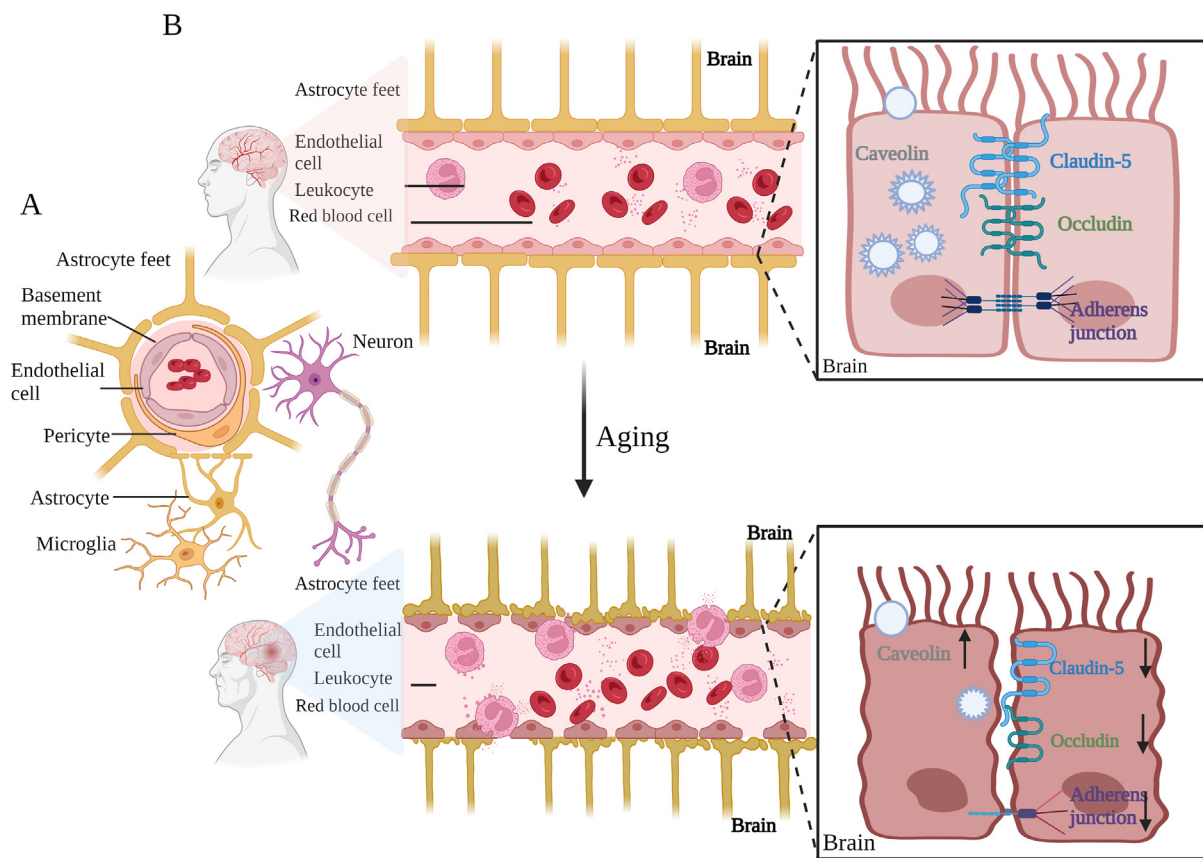 B
Brain
Astrocyte feet
Endothelial
cell
Leukocyte
Red blood cell
Brain
Caveolin
Claudin-5
Occludin
Adherens
junction
Brain
A
Astrocyte feet
Basement
membrane
Endothelial
cell
Pericyte
Astrocyte
Microglia
Neuron
Aging
Brain
Astrocyte feet
Endothelial
cell
Leukocyte
Red blood cell
Brain
Caveolin
Claudin-5
Occludin
Adherens
junction
Brain